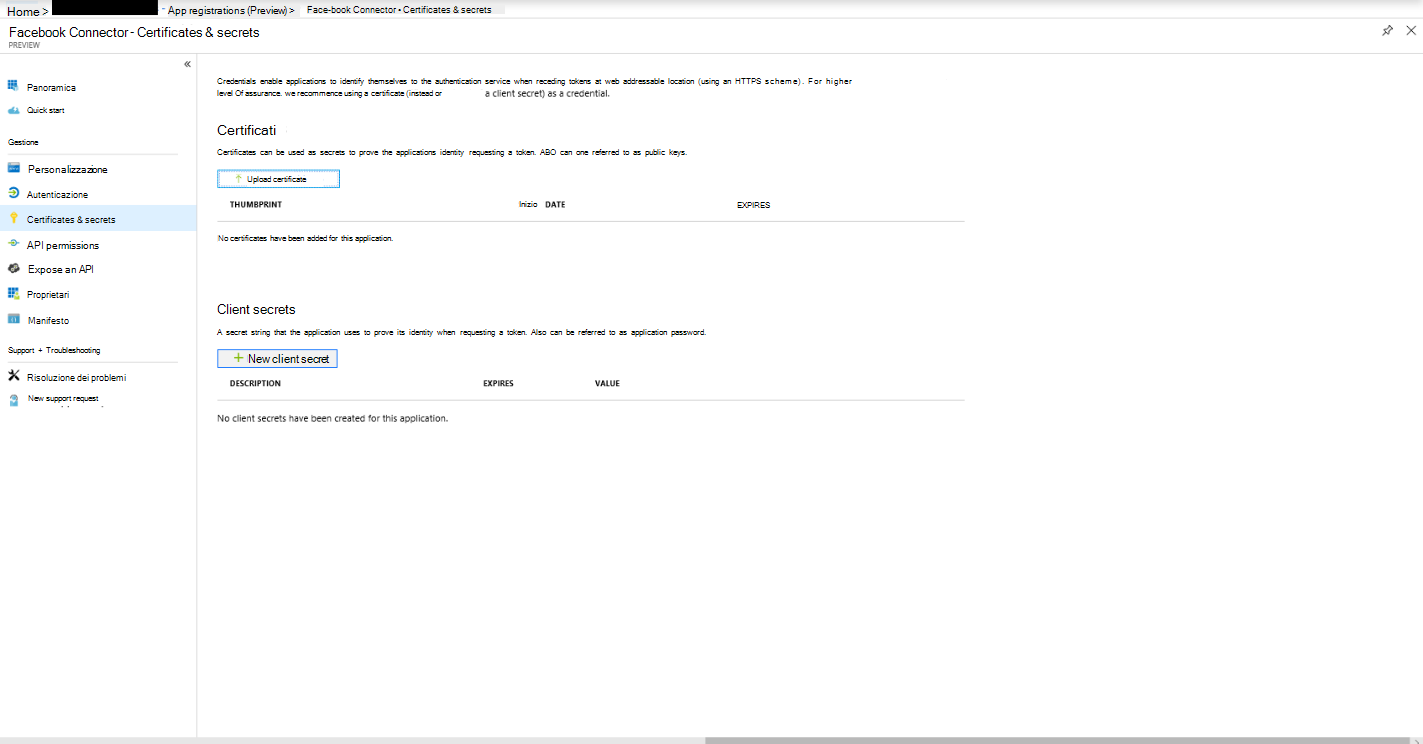 Home > - App registrations (Preview) > Face-book Connector • Certificates & secrets
Facebook Connector - Certificates & secrets
PREVIEW
«
Panoramica
Quick start
Gestione
Personalizzazione
Autenticazione
Certificates & secrets
API permissions
Expose an API
Proprietari
Manifesto
Support + Troubleshooting
Risoluzione dei problemi
New support request
Credentials enable applications to identify themselves to the authentication service when receding tokens at web addressable location (using an HTTPS scheme). For higher
level Of assurance. we recommence using a certificate (instead or a client secret) as a credential.
Certificati
Certificates can be used as secrets to prove the applications identity requesting a token. ABO can one referred to as public keys.
Upload certificate
THUMBPRINT Inizio DATE EXPIRES
No certificates have been added for this application.
Client secrets
A secret string that the application uses to prove its identity when requesting a token. Also can be referred to as application password.
+ New client secret
DESCRIPTION EXPIRES VALUE
No client secrets have been created for this application.